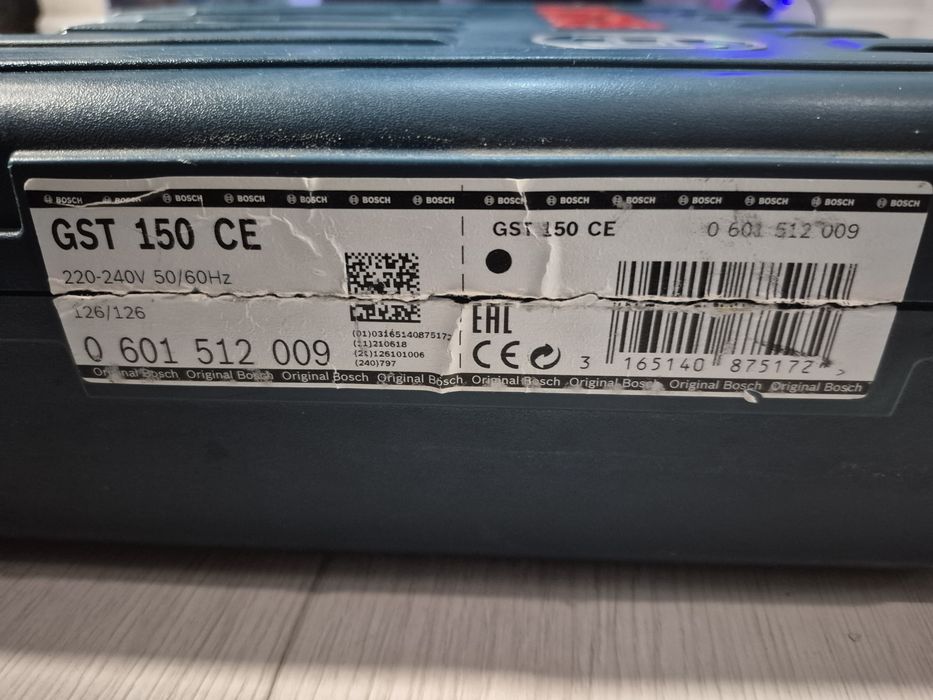 BOSCH BOSCH BOSCH BOSCH BOSCH BOSCH BOSCH BOSCH BOSCH BOSCH BOSCH BOSCH BOSCH BOSCH
GST 150 CE
220-240V 50/60Hz
126/126
0 601 512 009
(01)03165140875172
(11)210618
(21)126101006
(240)797
GST 150 CE 0 601 512 009
EAC
CE
3 165140 875172 >
Original Bosch Original Bosch Original Bosch Original Bosch Original Bosch Original Bosch Original Bosch Original Bosch